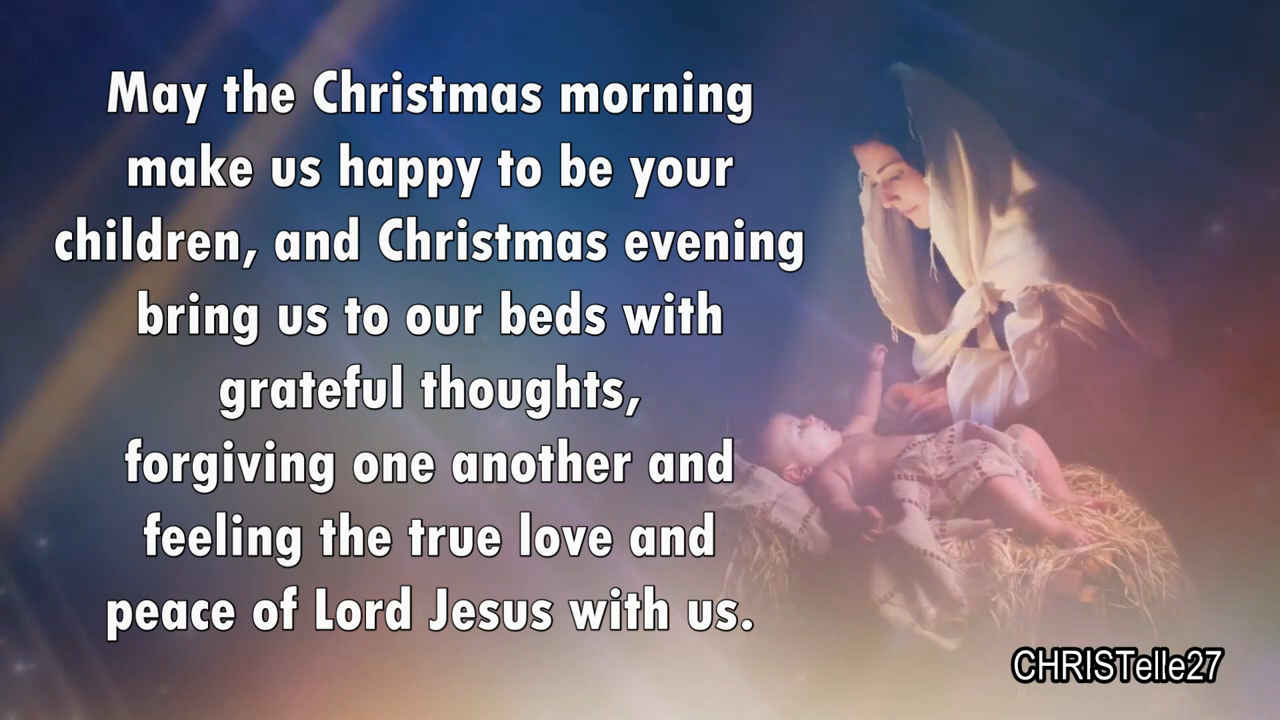 May the Christmas morning
make us happy to be your
children, and Christmas evening
bring us to our beds with
grateful thoughts,
forgiving one another and
feeling the true love and
peace of Lord Jesus with us.
CHRISTelle27